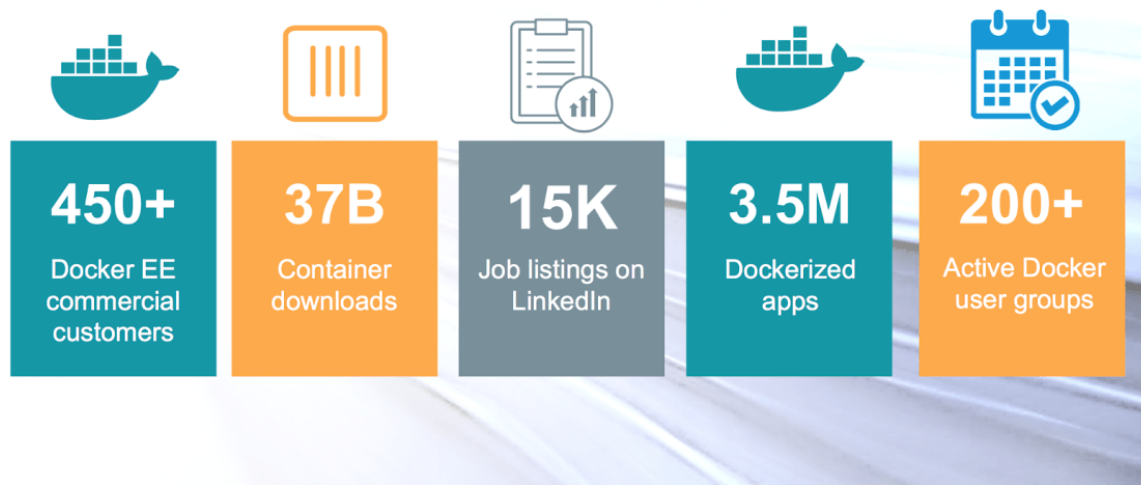 450+
Docker EE
commercial
customers
37B
Container
downloads
15K
Job listings on
LinkedIn
3.5M
Dockerized
apps
200+
Active Docker
user groups